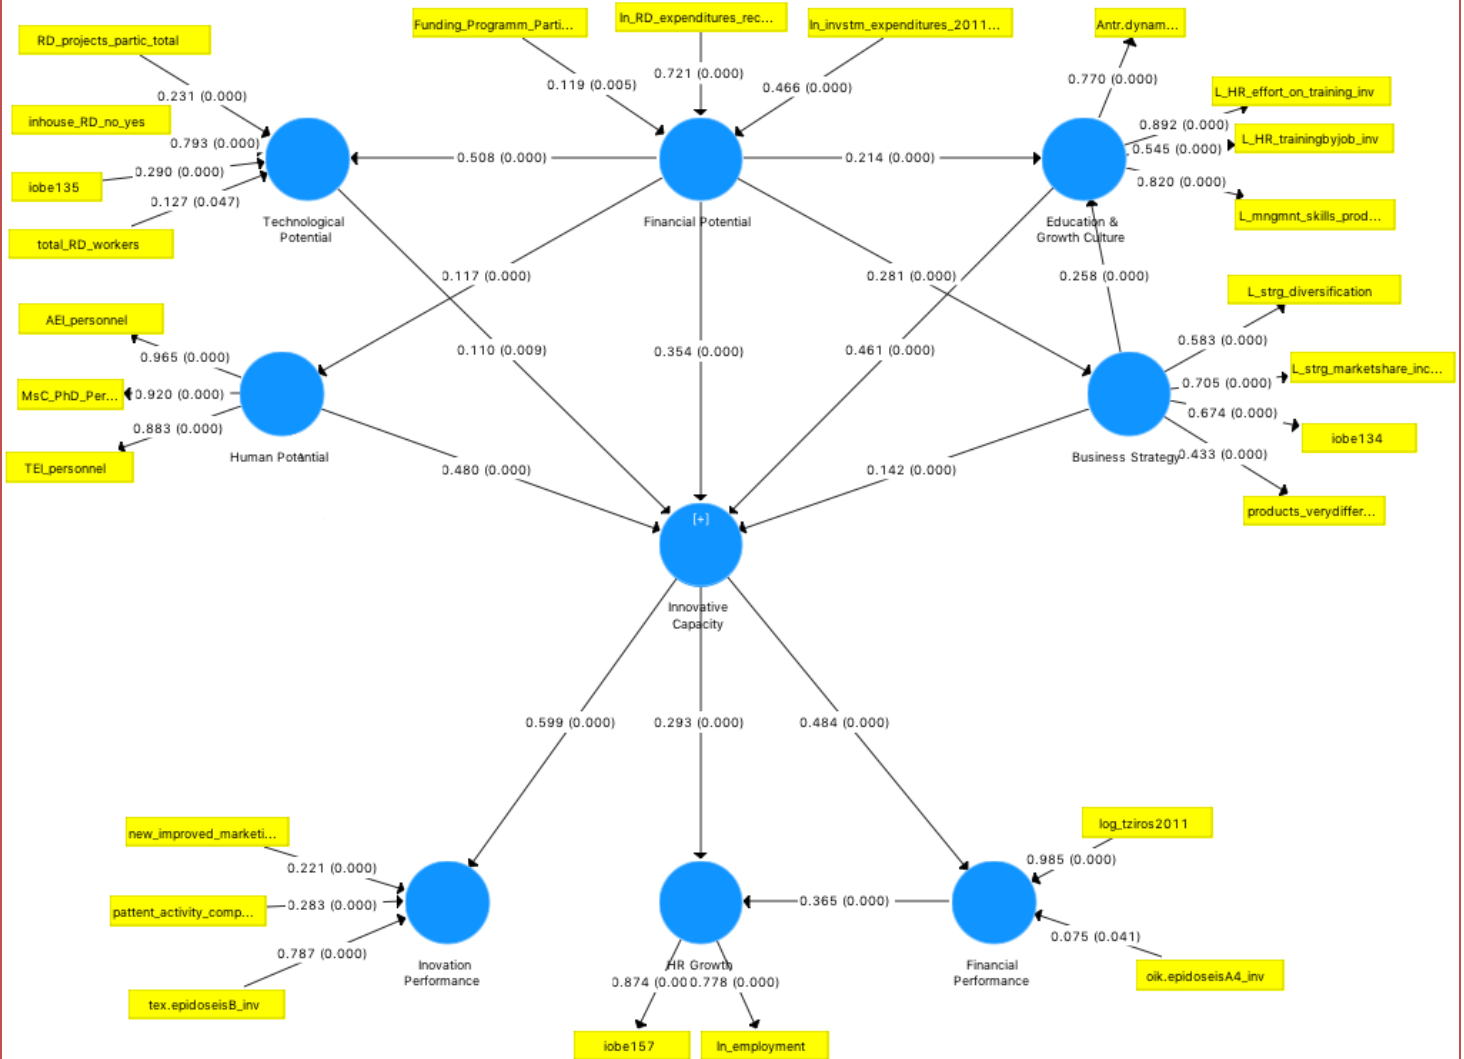 Funding_Programm_Parti...
ln_RD_expenditures_rec...
ln_invstm_expenditures_2011...
Antr.dynam...
RD_projects_partic_total
0.119 (0.005)
0.721 (0.000)
0.466 (0.000)
0.770 (0.000)
L_HR_effort_on_training_inv
0.231 (0.000)
inhouse_RD_no_yes
0.892 (0.000)
L_HR_trainingbyjob_inv
0.793 (0.000)
0.545 (0.000)
0.508 (0.000)
0.214 (0.000)
0.290 (0.000)
iobe135
0.820 (0.000)
0.127 (0.047)
L_mngmnt_skills_prod...
total_RD_workers
Technological
Potential
Financial Potential
Education &
Growth Culture
0.117 (0.000)
0.281 (0.000)
0.258 (0.000)
L_strg_diversification
AEI_personnel
0.583 (0.000)
0.965 (0.000)
0.110 (0.009)
0.354 (0.000)
0.461 (0.000)
L_strg_marketshare_inc...
0.705 (0.000)
MsC_PhD_Per...
0.920 (0.000)
0.674 (0.000)
0.883 (0.000)
iobe134
TEI_personnel
Human Potential
Business Strategy
0.433 (0.000)
0.480 (0.000)
0.142 (0.000)
products_verydiffer...
[+]
Innovative
Capacity
0.599 (0.000)
0.293 (0.000)
0.484 (0.000)
new_improved_marketi...
log_tziros2011
0.221 (0.000)
0.985 (0.000)
pattent_activity_comp...
0.283 (0.000)
0.365 (0.000)
0.787 (0.000)
0.075 (0.041)
Inovation
Performance
HR Growth
Financial
Performance
oik.epidoseisA4_inv
0.874 (0.00
0.778 (0.000)
tex.epidoseisB_inv
iobe157
ln_employment